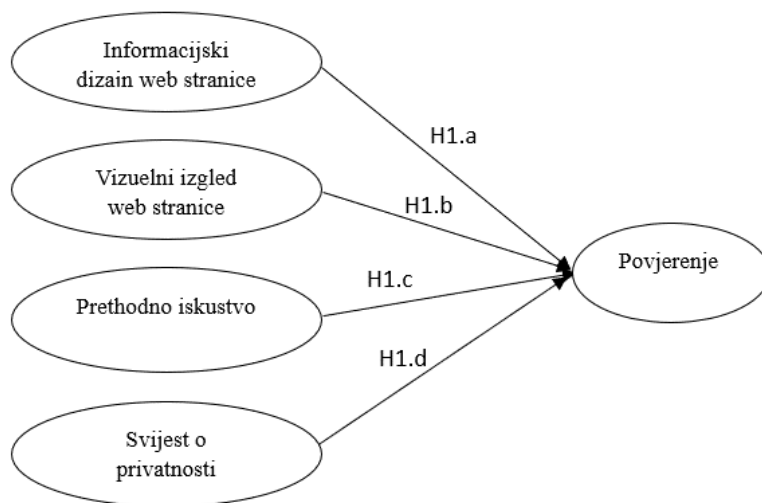 Informacijski
dizain web stranice
H1.a
Vizuelni izgled
web stranice
H1.b
Povjerenje
Prethodno iskustvo
H1.c
H1.d
Svijest o
privatnosti